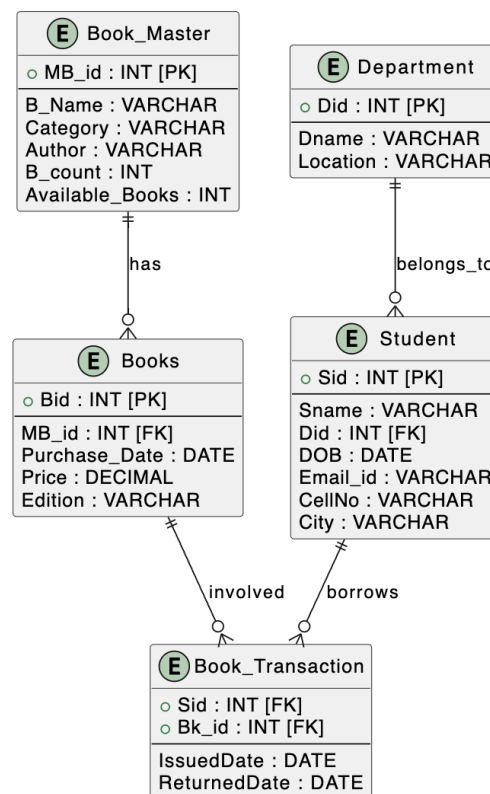 E Book_Master
MB_id : INT [PK]
B_Name : VARCHAR
Category : VARCHAR
Author : VARCHAR
B_count : INT
Available_Books : INT
E Department
Did : INT [PK]
Dname : VARCHAR
Location : VARCHAR
has
belongs_to
E Books
Bid : INT [PK]
MB_id : INT [FK]
Purchase_Date : DATE
Price : DECIMAL
Edition : VARCHAR
E Student
Sid : INT [PK]
Sname : VARCHAR
Did : INT [FK]
DOB : DATE
Email_id : VARCHAR
CellNo : VARCHAR
City : VARCHAR
involved
borrows
E Book_Transaction
Sid : INT [FK]
Bk_id : INT [FK]
IssuedDate : DATE
ReturnedDate : DATE